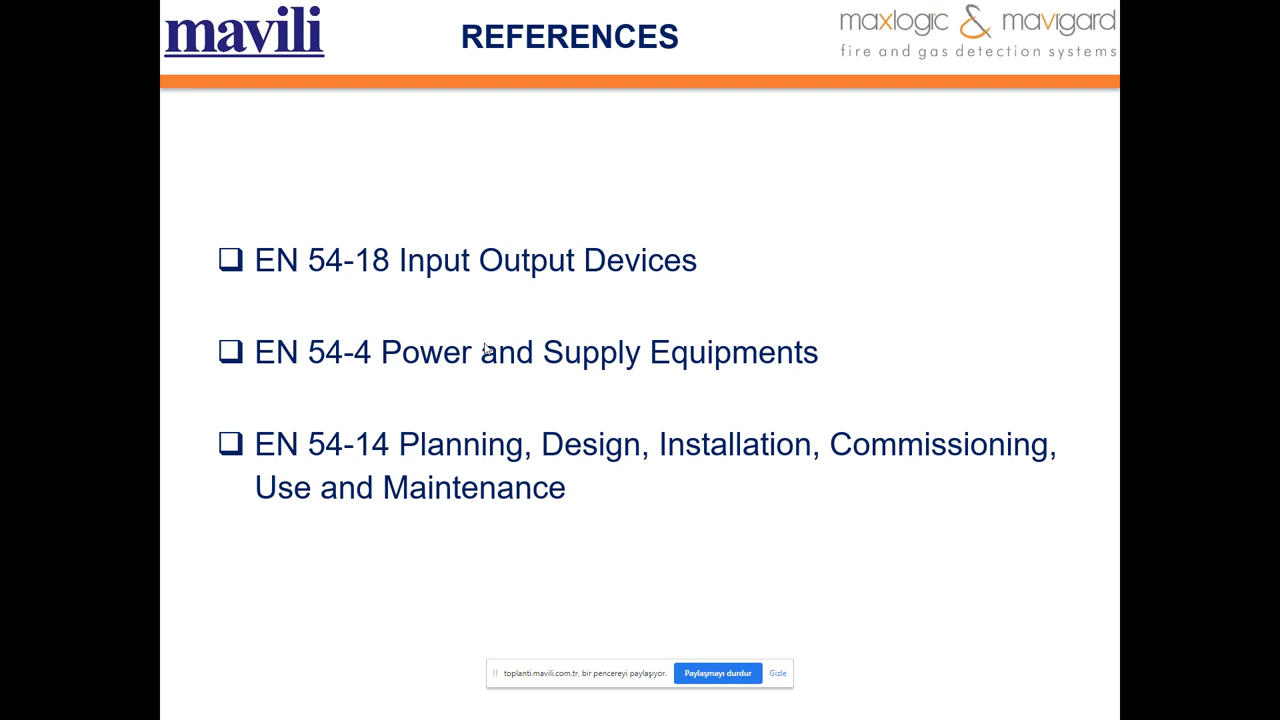 mavili
REFERENCES
maxlogic & mavigard
fire and gas detection systems
EN 54-18 Input Output Devices
EN 54-4 Power and Supply Equipments
EN 54-14 Planning, Design, Installation, Commissioning,
Use and Maintenance
toplanti.mavili.com.tr, bir pencereyi paylaşıyor. Paylaşmayı durdur Gizle